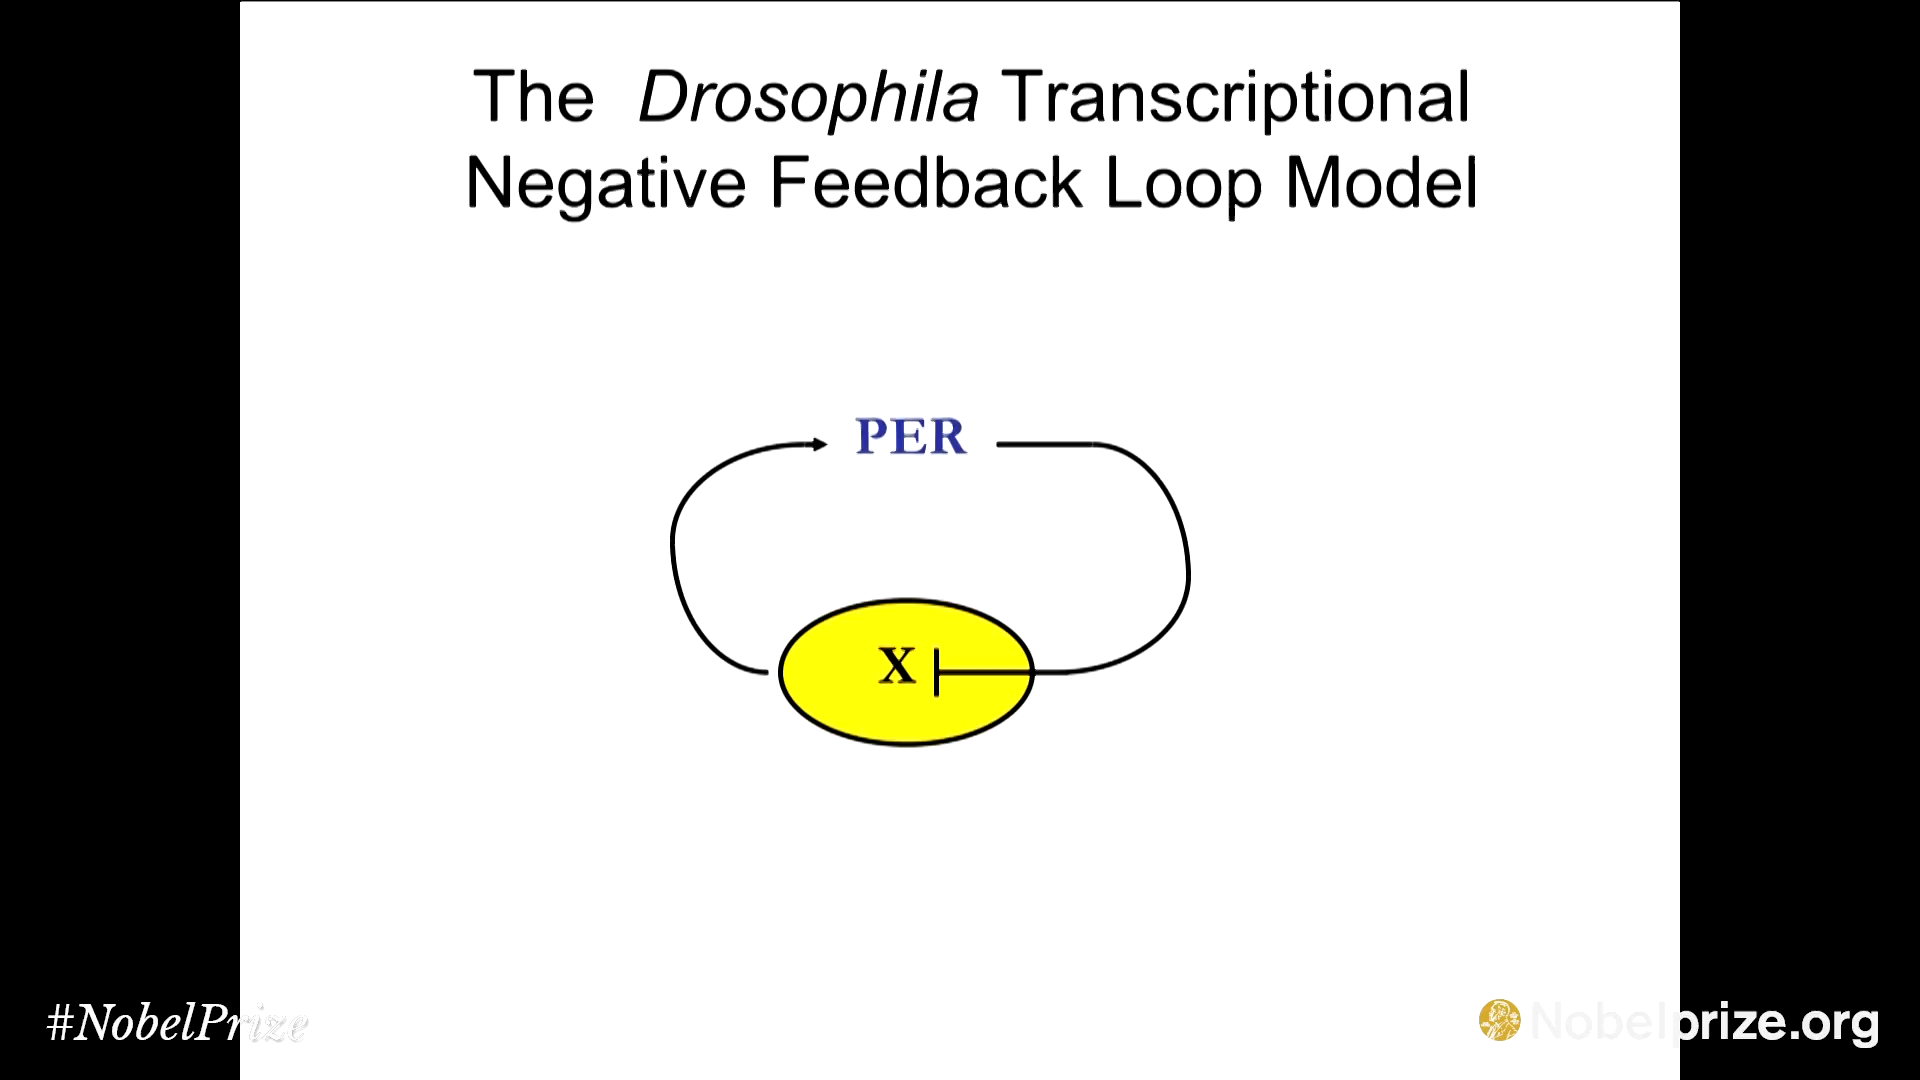 The Drosophila Transcriptional
Negative Feedback Loop Model
PER
X
#NobelPrize
Nobelprize.org